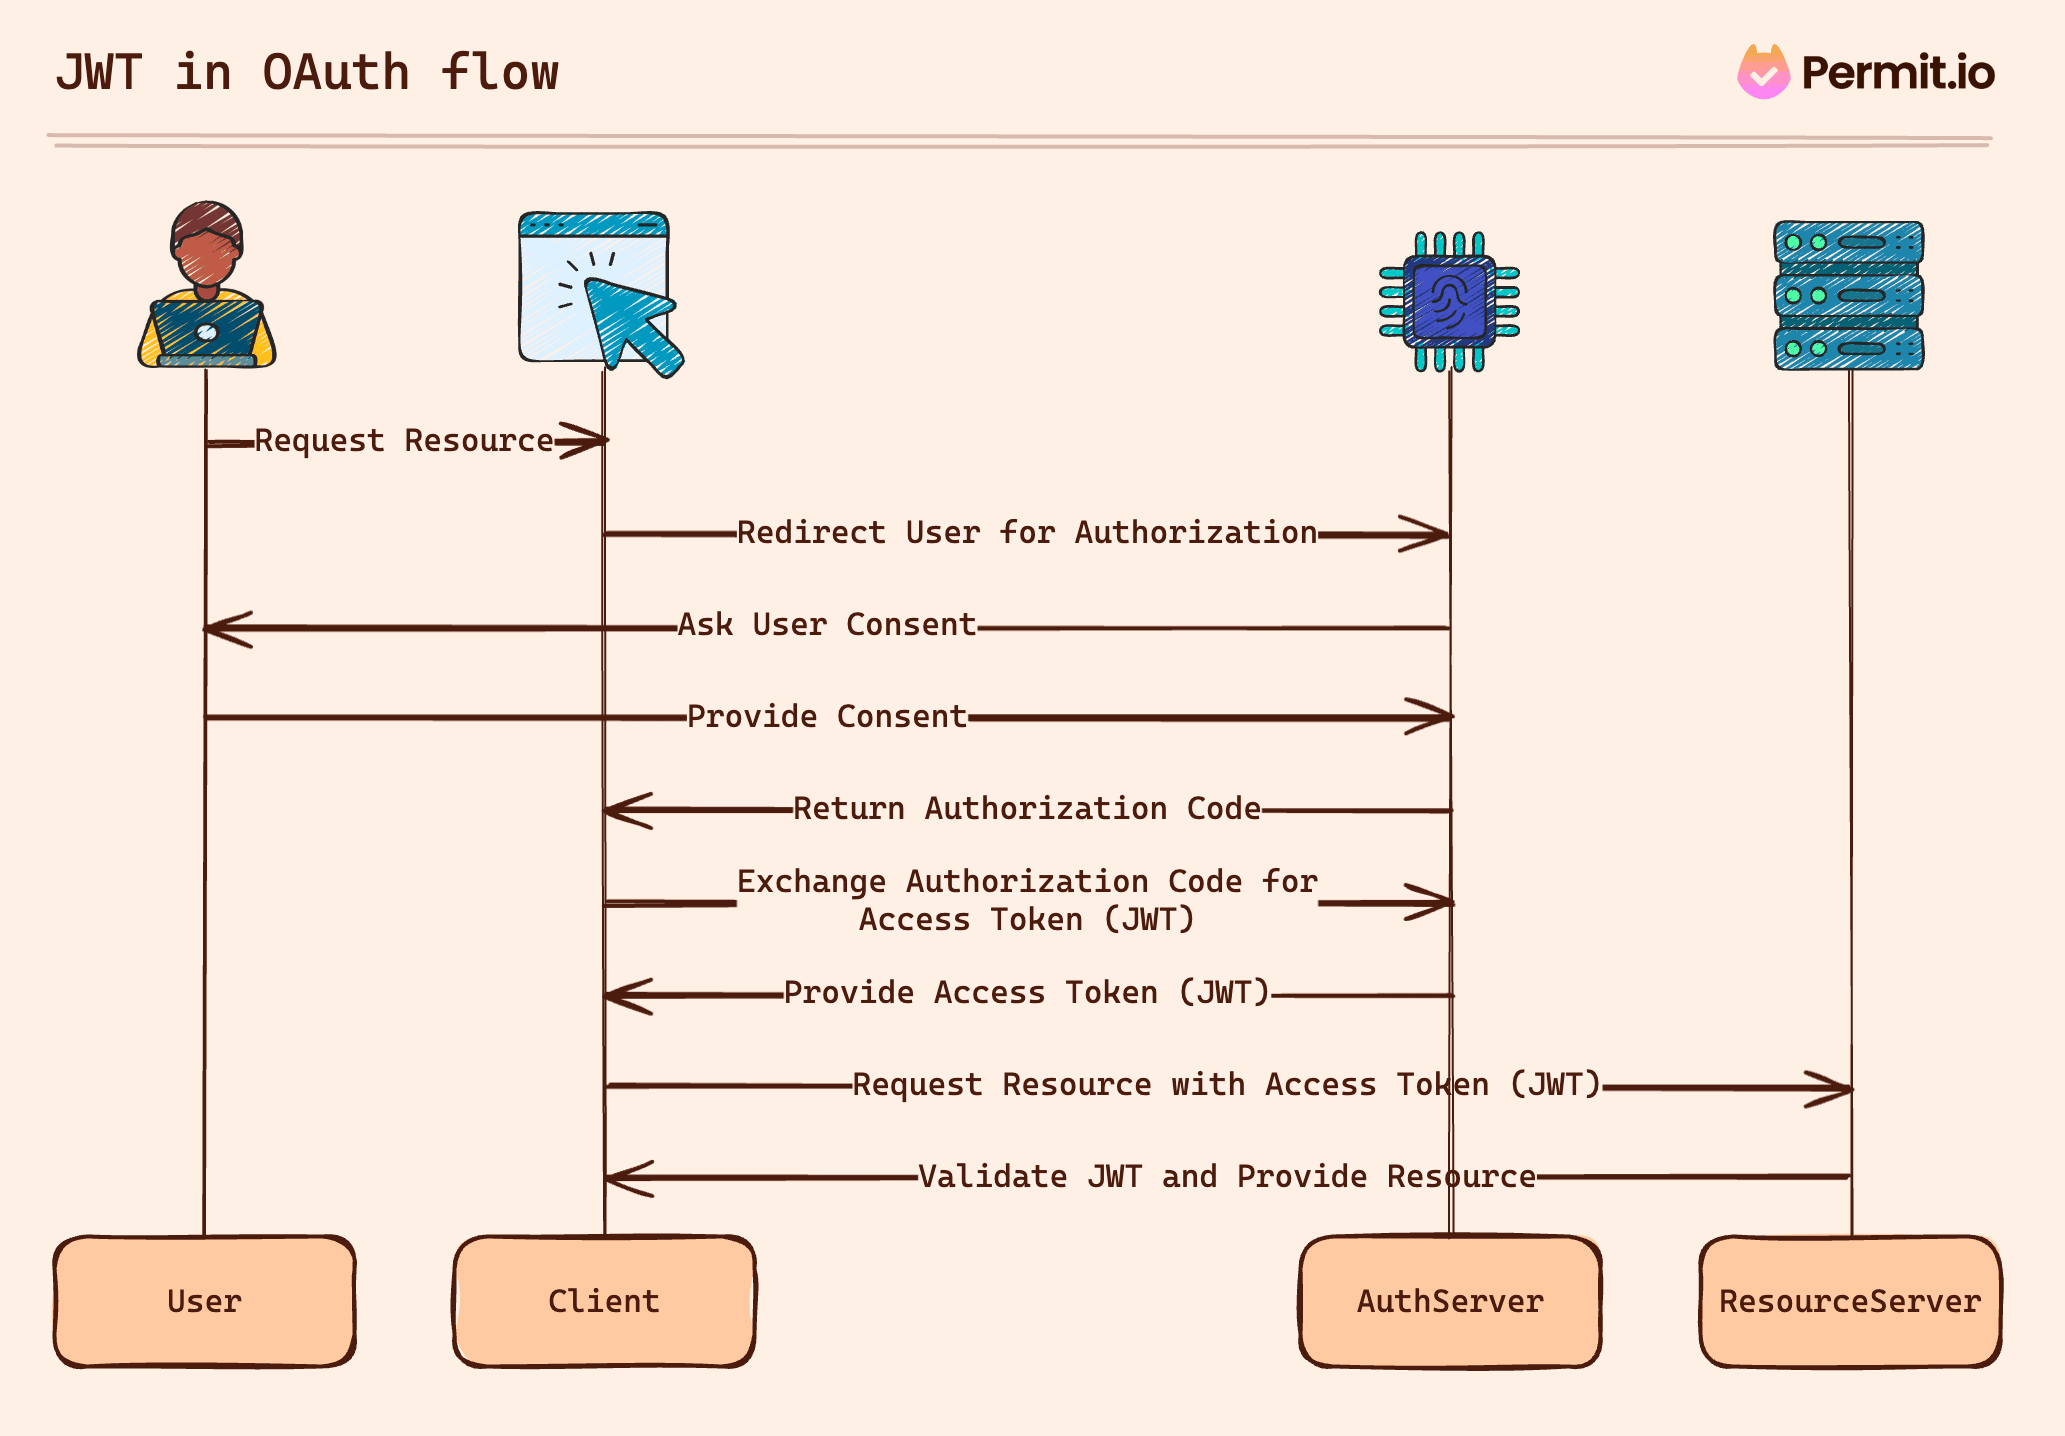 JWT in OAuth flow
Permit.io
Request Resource
Redirect User for Authorization
Ask User Consent
Provide Consent
Return Authorization Code
Exchange Authorization Code for
Access Token (JWT)
Provide Access Token (JWT)
Request Resource with Access Token (JWT)
Validate JWT and Provide Resource
User
Client
AuthServer
ResourceServer